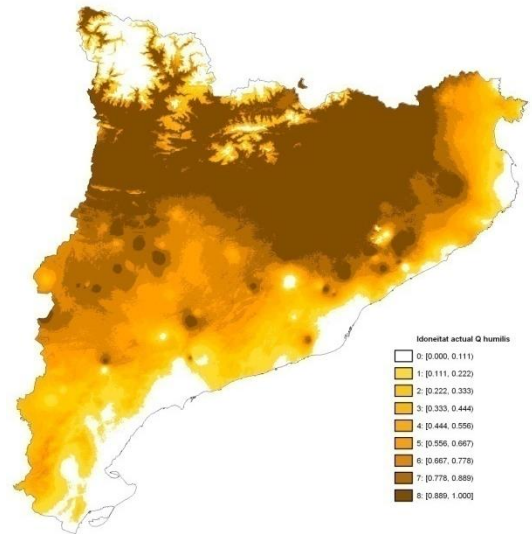 Idoneitat actual Q humilis
0: [0.000, 0.111)
1: [0.111, 0.222)
2: [0.222, 0.333)
3: [0.333, 0.444)
4: [0.444, 0.556)
5: [0.556, 0.667)
6: [0.667, 0.778)
7: [0.778, 0.889)
8: [0.889, 1.000]